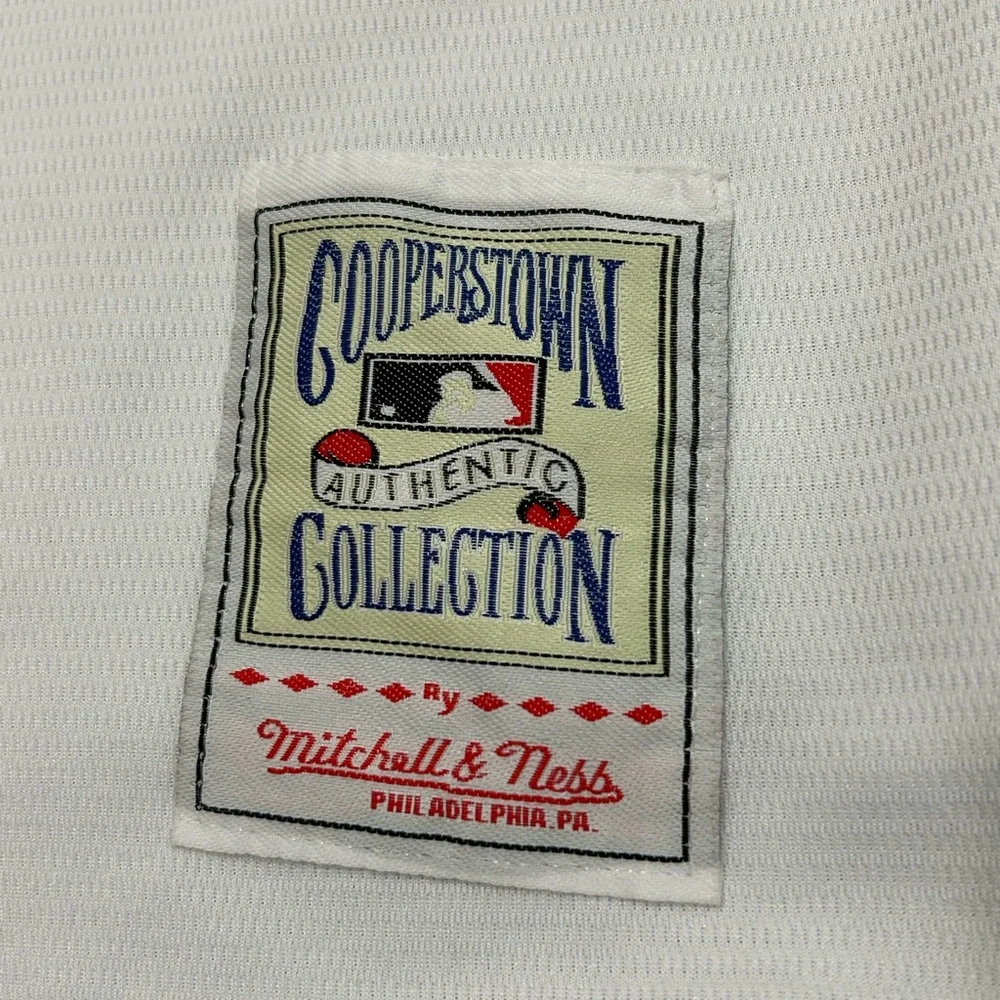 COOPERSTOWN
AUTHENTIC
COLLECTION
By
Mitchell & Ness
PHILADELPHIA.PA.